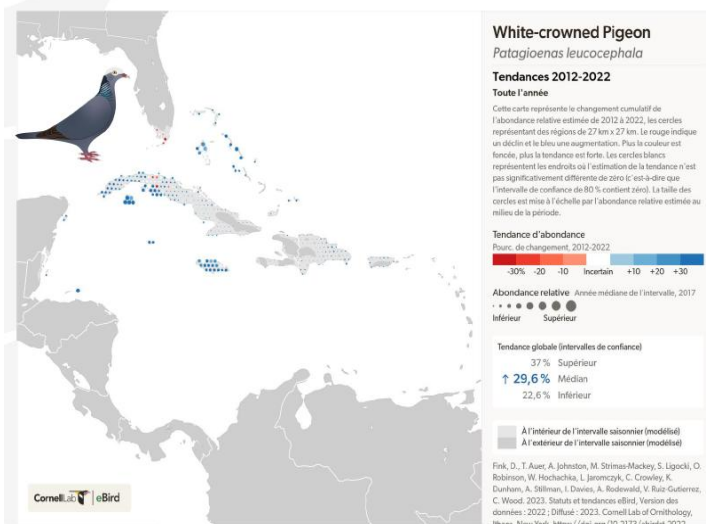 White-crowned Pigeon
Patagioenas leucocephala
Tendances 2012-2022
Toute l'année
Cette carte représente le changement cumulatif de
l'abondance relative estimée de 2012 à 2022, les cercles
représentant des régions de 27 km x 27 km. Le rouge indique
un déclin et le bleu une augmentation. Plus la couleur est
foncée, plus la tendance est forte. Les cercles blancs
représentent les endroits où l'estimation de la tendance n'est
pas significativement différente de zéro (c'est-à-dire que
l'intervalle de confiance de 80 % contient zéro). La taille des
cercles est mise à l'échelle par l'abondance relative estimée au
milieu de la période.
Tendance d'abondance
Pourc. de changement, 2012-2022
-30% -20 -10 Incertain +10 +20 +30
Abondance relative Année médiane de l'intervalle, 2017
Inférieur Supérieur
Tendance globale (intervalles de confiance)
37 % Supérieur
↑ 29,6 % Médian
22,6 % Inférieur
À l'intérieur de l'intervalle saisonnier (modélisé)
À l'extérieur de l'intervalle saisonnier (modélisé)
Fink, D., T. Auer, A. Johnston, M. Strimas-Mackey, S. Ligocki, O.
Robinson, W. Hochachka, L. Jaromczyk, C. Crowley, K.
Dunham, A. Stillman, I. Davies, A. Rodewald, V. Ruiz-Gutierrez,
C. Wood. 2023. Statuts et tendances eBird, Version des
données : 2022 ; Diffusé : 2023. Cornell Lab of Ornithology,
CornellLab eBird